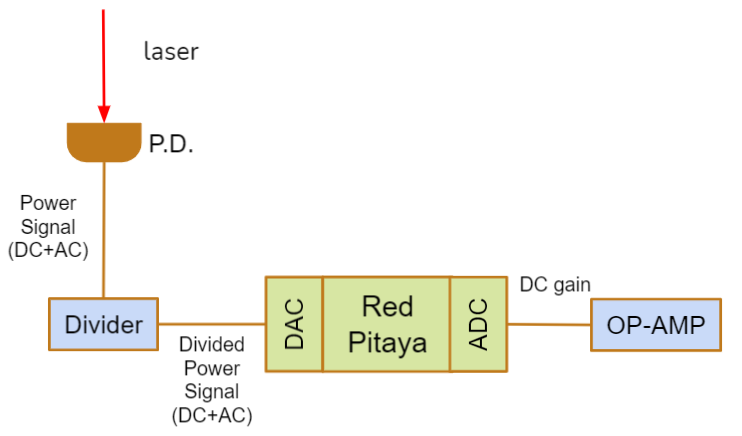 laser
P.D.
Power
Signal
(DC+AC)
Divider
Divided
Power
Signal
(DC+AC)
DAC
Red
Pitaya
ADC
DC gain
OP-AMP